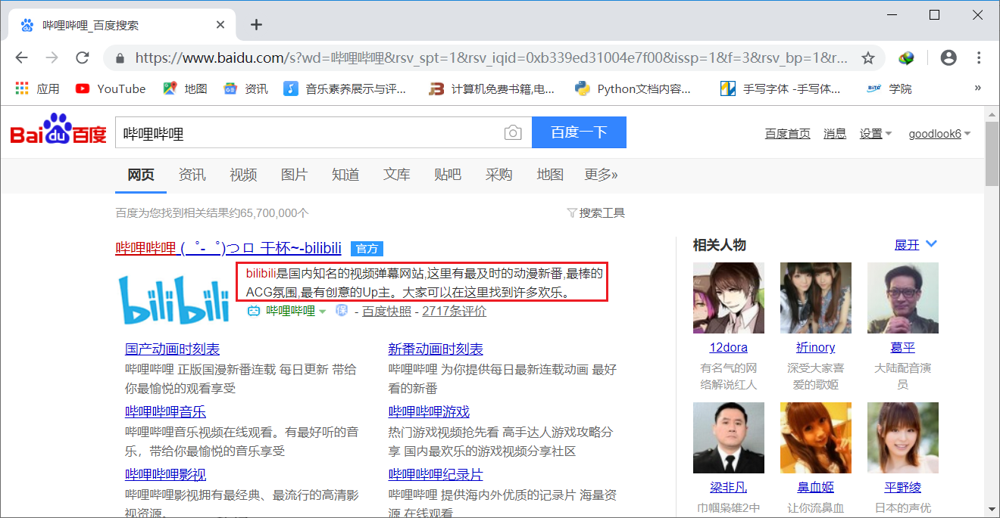 哔哩哔哩_百度搜索
https://www.baidu.com/s?wd=哔哩哔哩&rsv_spt=1&rsv_iqid=0xb339ed31004e7f00&issp=1&f=3&rsv_bp=1&r...
应用 YouTube 地图 资讯 音乐素养展示与评... 计算机免费书籍,电... Python文档内容... 手写字体 -手写体... 学院 »
Bai du 百度 哔哩哔哩 百度一下 百度首页 消息 设置 goodlook6
网页 资讯 视频 图片 知道 文库 贴吧 采购 地图 更多»
百度为您找到相关结果约65,700,000个 搜索工具
哔哩哔哩 (゜-゜)つロ 干杯~-bilibili 官方
bilibili
bilibili是国内知名的视频弹幕网站,这里有最及时的动漫新番,最棒的
ACG氛围,最有创意的Up主。大家可以在这里找到许多欢乐。
哔哩哔哩 保 - 百度快照 - 2717条评价
国产动画时刻表
哔哩哔哩 正版国漫新番连载 每日更新 带给
你最愉悦的观看享受
新番动画时刻表
哔哩哔哩 为你提供每日最新连载动画 最好
看的新番
哔哩哔哩音乐
哔哩哔哩音乐视频在线观看。有最好听的音
乐，带给你最愉悦的音乐享受
哔哩哔哩游戏
热门游戏视频抢先看 高手达人游戏攻略分
享 国内最欢乐的游戏视频分享社区
哔哩哔哩影视
哔哩哔哩影视拥有最经典、最流行的高清影
视资源。
哔哩哔哩纪录片
哔哩哔哩 提供海内外优质的记录片 海量资
源 在线观看
相关人物 展开
12dora
有名气的网
络解说红人
祈inory
深受大家喜
爱的歌姬
葛平
大陆配音演
员
梁非凡
巾帼枭雄2中
鼻血姬
让你流鼻血
平野绫
日本的声优